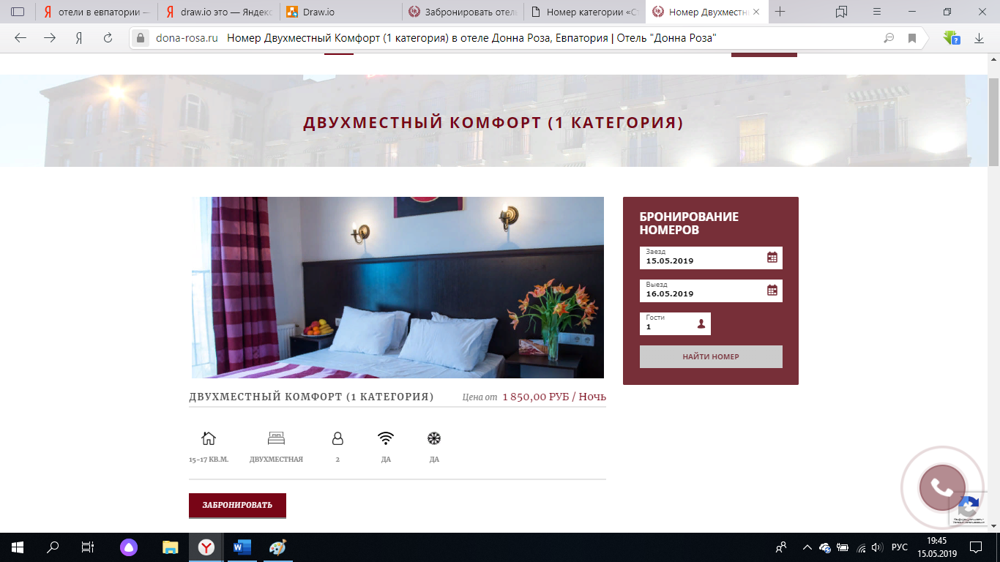 отели в евпатории —
draw.io это — Яндекс
Draw.io
Забронировать отель
Номер категории «Ст
Номер Двухместн
dona-rosa.ru Номер Двухместный Комфорт (1 категория) в отеле Донна Роза, Евпатория | Отель "Донна Роза"
ДВУХМЕСТНЫЙ КОМФОРТ (1 КАТЕГОРИЯ)
БРОНИРОВАНИЕ
НОМЕРОВ
Заезд
15.05.2019
Выезд
16.05.2019
Гости
1
НАЙТИ НОМЕР
ДВУХМЕСТНЫЙ КОМФОРТ (1 КАТЕГОРИЯ) Цена от 1 850,00 РУБ / Ночь
15-17 КВ.М. ДВУХМЕСТНАЯ 2 ДА ДА
ЗАБРОНИРОВАТЬ
РУС
19:45
15.05.2019